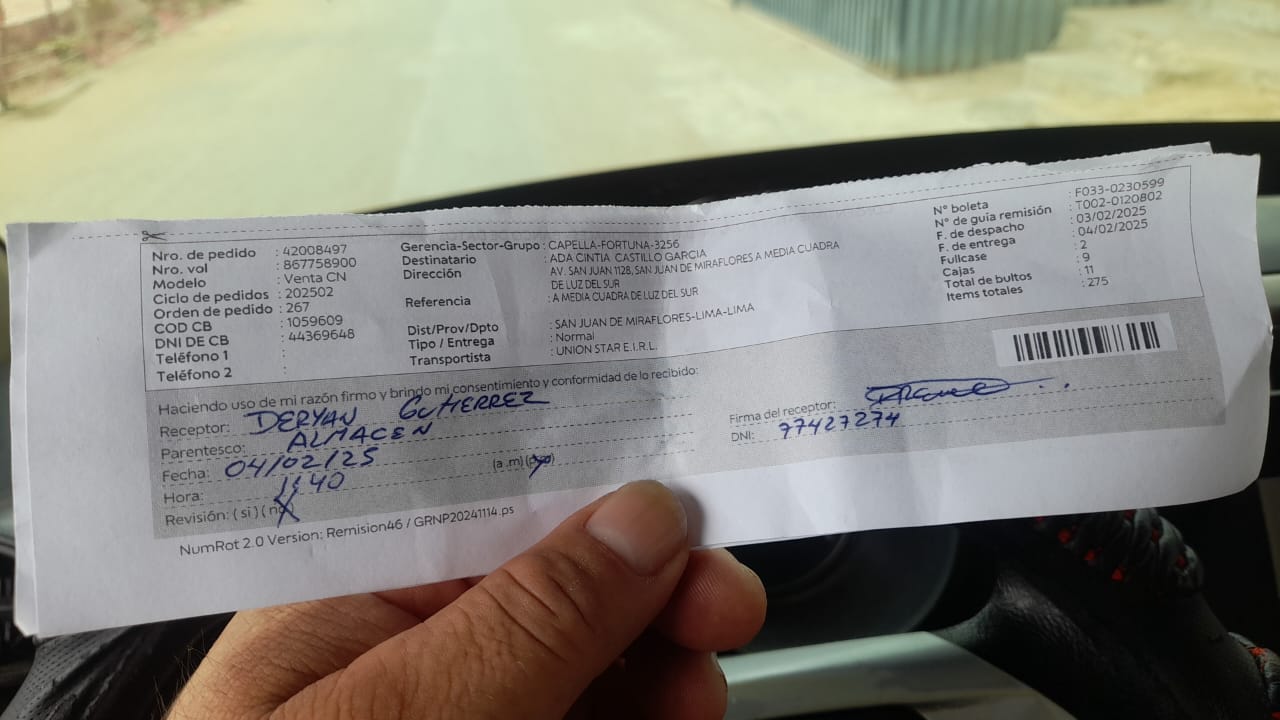 Nro. de pedido : 42008497
Nro. vol : 867758900
Modelo : Venta CN
Ciclo de pedidos : 202502
Orden de pedido : 267
COD CB : 1059609
DNI DE CB : 44369648
Teléfono 1 :
Teléfono 2 :
Gerencia-Sector-Grupo : CAPELLA-FORTUNA-3256
Destinatario : ADA CINTIA CASTILLO GARCIA
Dirección : AV. SAN JUAN 1128, SAN JUAN DE MIRAFLORES A MEDIA CUADRA
DE LUZ DEL SUR
Referencia : A MEDIA CUADRA DE LUZ DEL SUR
Dist/Prov/Dpto : SAN JUAN DE MIRAFLORES-LIMA-LIMA
Tipo / Entrega : Normal
Transportista : UNION STAR E.I.R.L.
N° boleta : F033-0230599
N° de guía remisión : T002-0120802
F. de despacho : 03/02/2025
F. de entrega : 04/02/2025
Fullcase : 2
Cajas : 9
Total de bultos : 11
Items totales : 275
Haciendo uso de mi razón firmo y brindo mi consentimiento y conformidad de lo recibido:
Receptor: DERYAN GUTIERREZ
Parentesco: ALMACEN
Fecha: 04/02/25
Hora: 11:40 (a .m) (p.m)
Revisión: ( si ) ( no)
Firma del receptor:
DNI: 77427274
NumRot 2.0 Version: Remision46 / GRNP20241114.ps